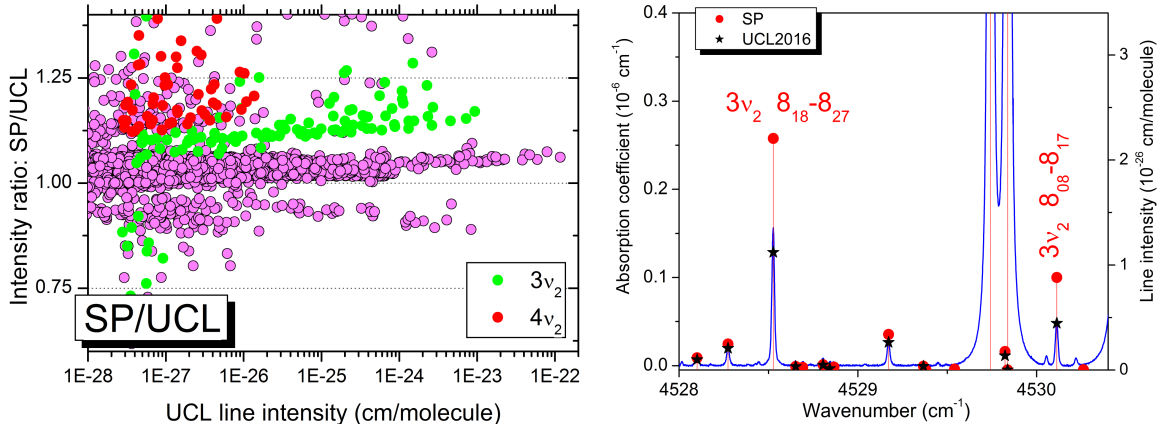 Intensity ratio: SP/UCL
1.25
1.00
0.75
3ν₂
4ν₂
SP/UCL
1E-28 1E-27 1E-26 1E-25 1E-24 1E-23 1E-22
UCL line intensity (cm/molecule)
Absorption coefficient (10⁻⁶ cm⁻¹)
0.4
0.3
0.2
0.1
0.0
SP
UCL2016
3ν₂ 8₁₈-8₂₇
3ν₂ 8₀₈-8₁₇
3
2
1
0
Line intensity (10⁻²⁶ cm/molecule)
4528 4529 4530
Wavenumber (cm⁻¹)